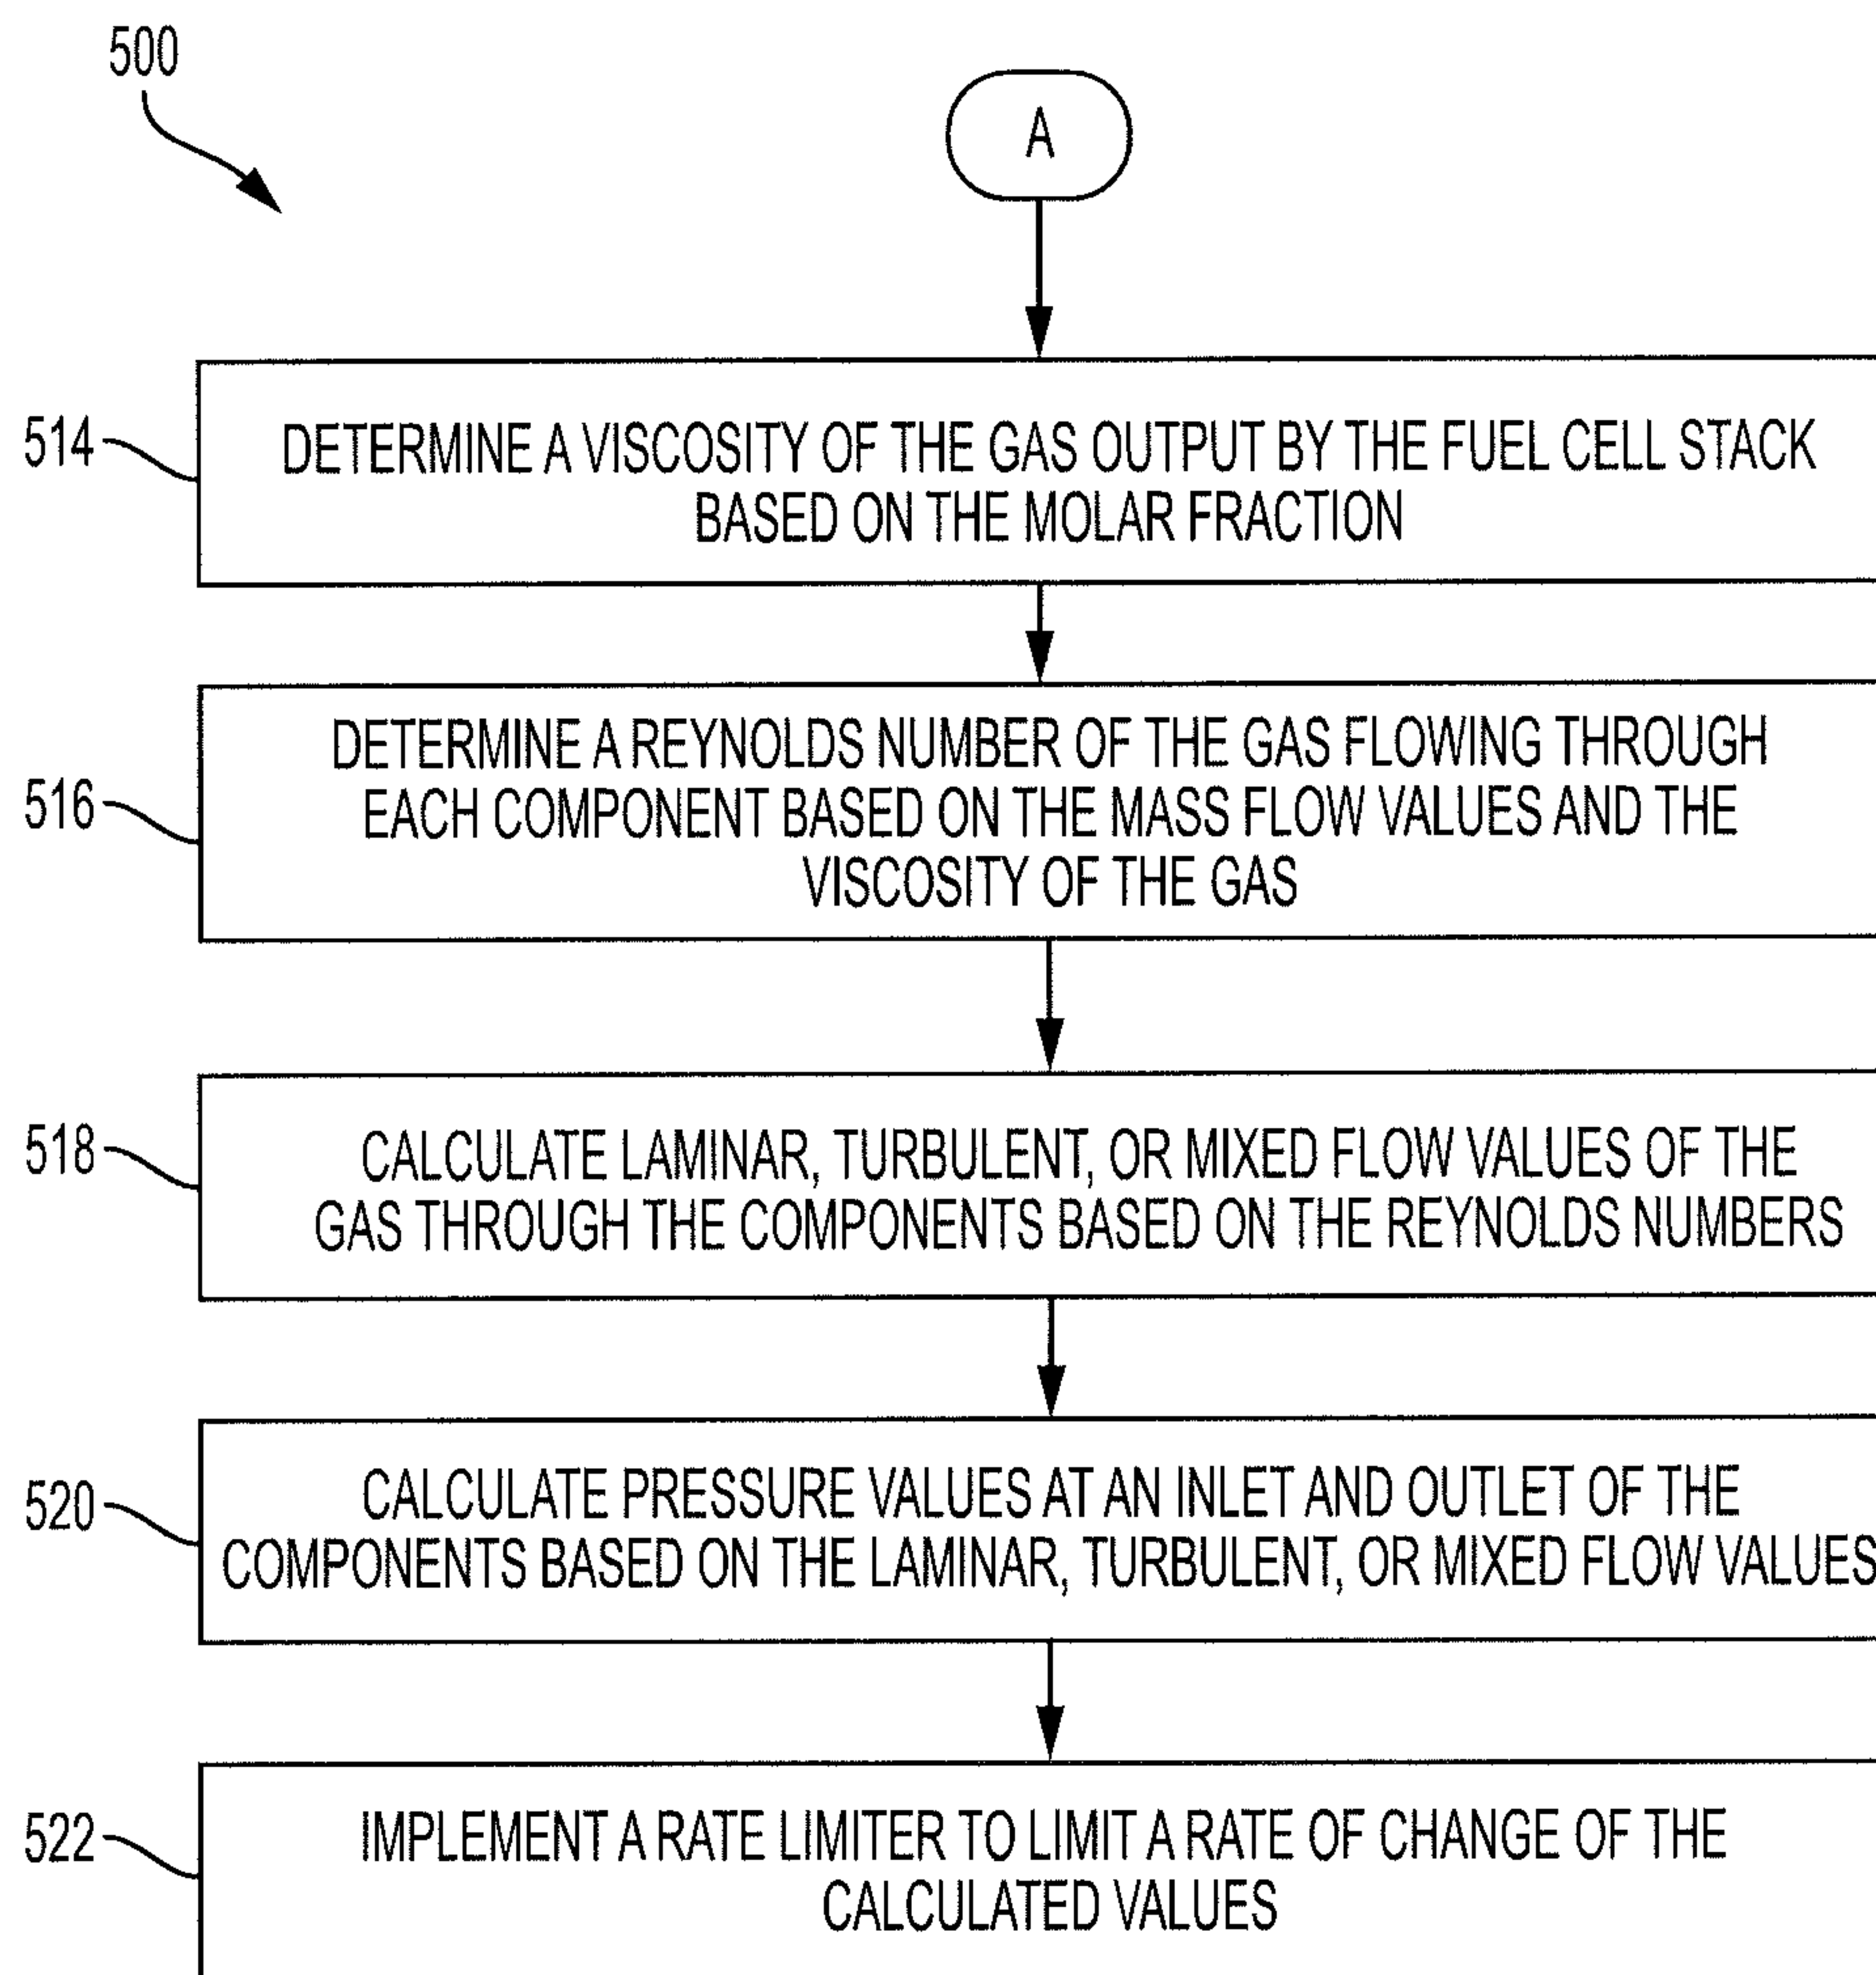 500
A
514
DETERMINE A VISCOSITY OF THE GAS OUTPUT BY THE FUEL CELL STACK
BASED ON THE MOLAR FRACTION
516
DETERMINE A REYNOLDS NUMBER OF THE GAS FLOWING THROUGH
EACH COMPONENT BASED ON THE MASS FLOW VALUES AND THE
VISCOSITY OF THE GAS
518
CALCULATE LAMINAR, TURBULENT, OR MIXED FLOW VALUES OF THE
GAS THROUGH THE COMPONENTS BASED ON THE REYNOLDS NUMBERS
520
CALCULATE PRESSURE VALUES AT AN INLET AND OUTLET OF THE
COMPONENTS BASED ON THE LAMINAR, TURBULENT, OR MIXED FLOW VALUES
522
IMPLEMENT A RATE LIMITER TO LIMIT A RATE OF CHANGE OF THE
CALCULATED VALUES